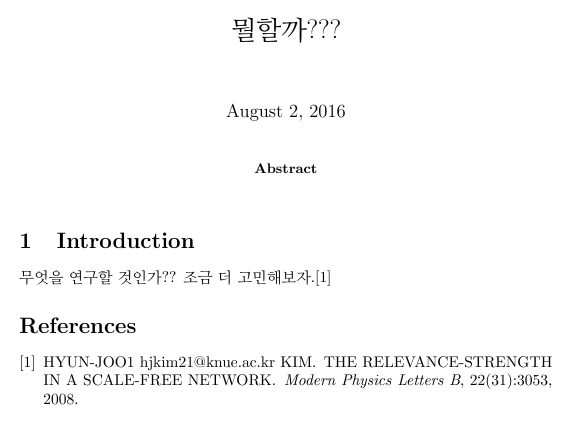 뭘할까???
August 2, 2016
Abstract
1 Introduction
무엇을 연구할 것인가?? 조금 더 고민해보자.[1]
References
[1] HYUN-JOO1 hjkim21@knue.ac.kr KIM. THE RELEVANCE-STRENGTH
IN A SCALE-FREE NETWORK. Modern Physics Letters B, 22(31):3053,
2008.